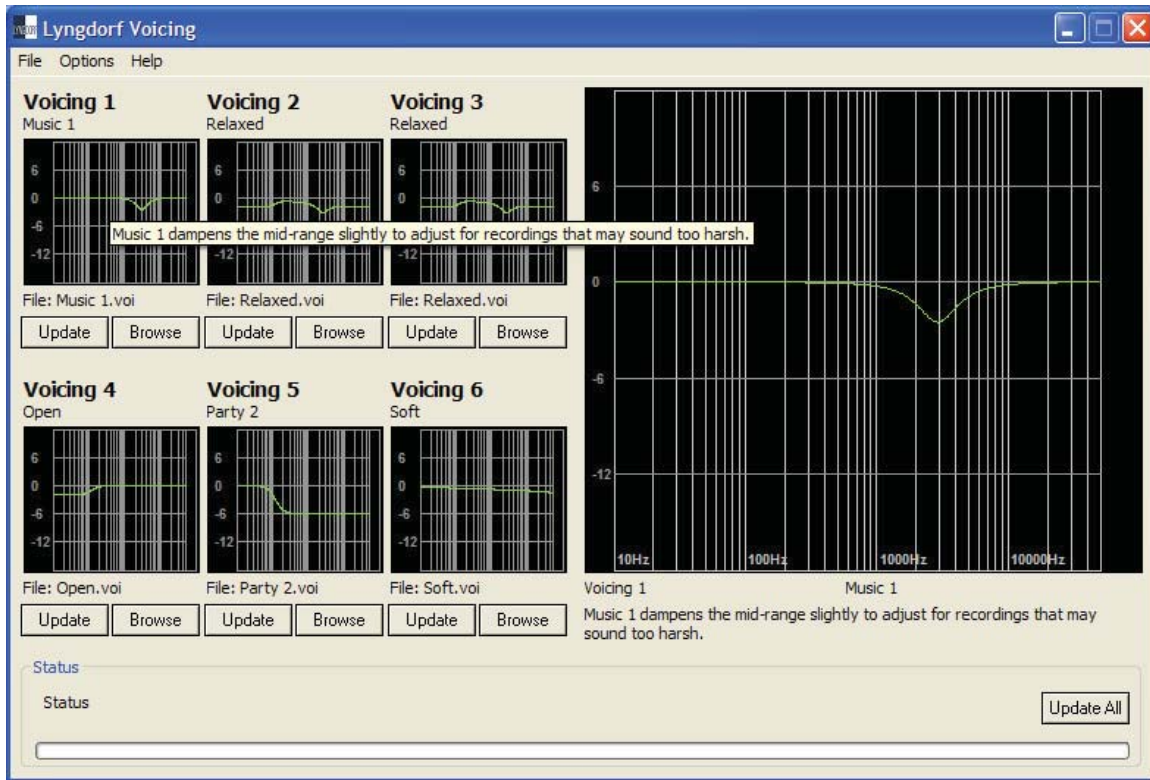 Lyngdorf Voicing
File Options Help
Voicing 1
Music 1
6
0
-6
-12
File: Music 1.voi
Update Browse
Voicing 2
Relaxed
6
0
-12
File: Relaxed.voi
Update Browse
Voicing 3
Relaxed
6
0
-12
File: Relaxed.voi
Update Browse
Music 1 dampens the mid-range slightly to adjust for recordings that may sound too harsh.
Voicing 4
Open
6
0
-6
-12
File: Open.voi
Update Browse
Voicing 5
Party 2
6
0
-6
-12
File: Party 2.voi
Update Browse
Voicing 6
Soft
6
0
-6
-12
File: Soft.voi
Update Browse
6
0
-6
-12
10Hz 100Hz 1000Hz 10000Hz
Voicing 1 Music 1
Music 1 dampens the mid-range slightly to adjust for recordings that may
sound too harsh.
Status
Status
Update All